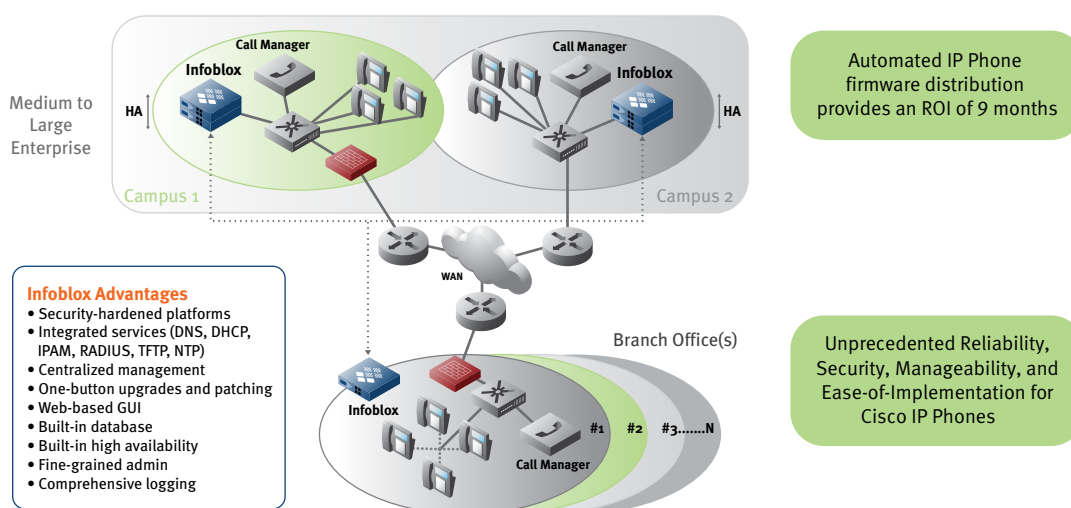 Medium to
Large
Enterprise
HA
Infoblox
Call Manager
Campus 1
Call Manager
Infoblox
HA
Campus 2
Automated IP Phone
firmware distribution
provides an ROI of 9 months
WAN
Infoblox Advantages
• Security-hardened platforms
• Integrated services (DNS, DHCP,
IPAM, RADIUS, TFTP, NTP)
• Centralized management
• One-button upgrades and patching
• Web-based GUI
• Built-in database
• Built-in high availability
• Fine-grained admin
• Comprehensive logging
Branch Office(s)
Infoblox
Call Manager
#1
#2
#3.......N
Unprecedented Reliability,
Security, Manageability, and
Ease-of-Implementation for
Cisco IP Phones